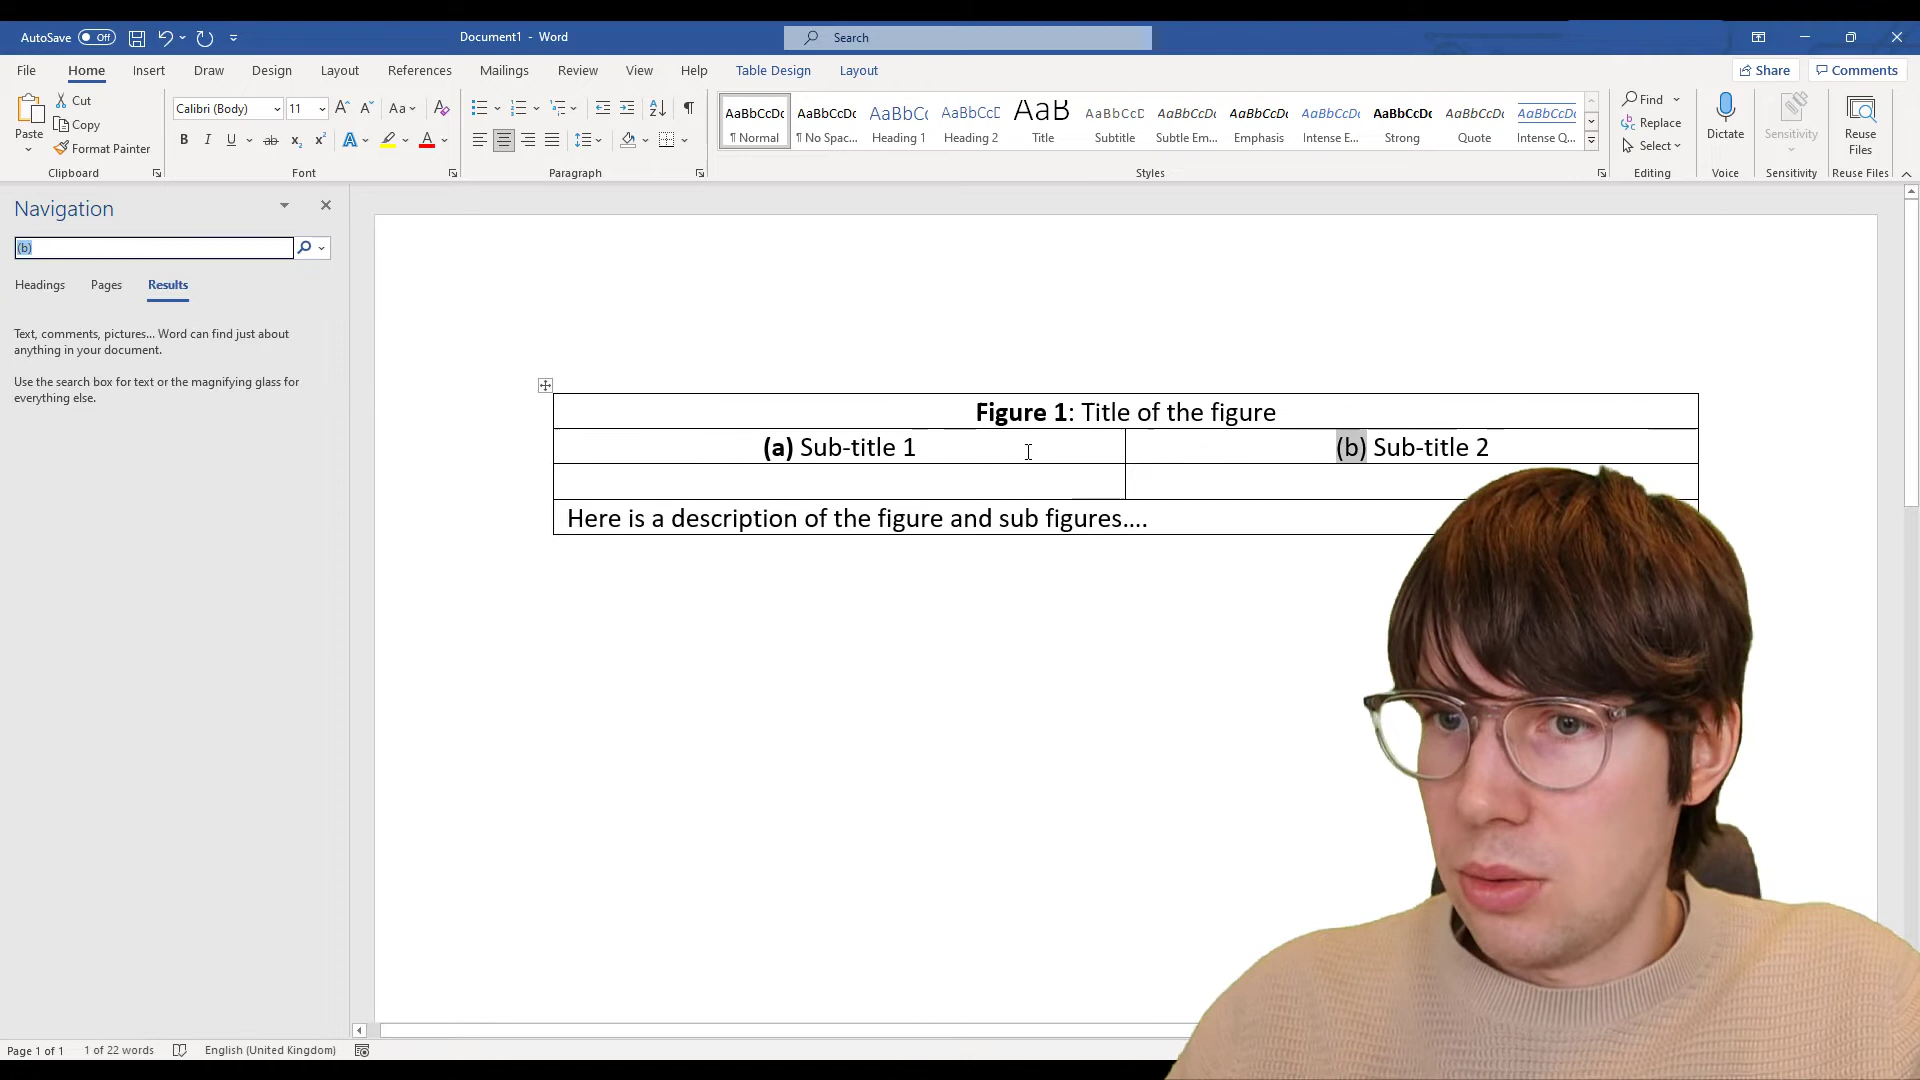 AutoSave Off Document1 - Word Search
File Home Insert Draw Design Layout References Mailings Review View Help Table Design Layout Share Comments
Paste Cut Copy Format Painter Clipboard
Calibri (Body) 11 Aa Font
Paragraph
AaBbCcDc AaBbCcDc AaBbCc AaBbCcD AaB AaBbCcD AaBbCcDc AaBbCcDc AaBbCcDc AaBbCcDc AaBbCcDc AaBbCcDc
¶ Normal ¶ No Spac... Heading 1 Heading 2 Title Subtitle Subtle Em... Emphasis Intense E... Strong Quote Intense Q...
Styles
Find Replace Select Editing
Dictate Voice
Sensitivity Sensitivity
Reuse Files Reuse Files
Navigation
(b)
Headings Pages Results
Text, comments, pictures... Word can find just about
anything in your document.
Use the search box for text or the magnifying glass for
everything else.
Figure 1: Title of the figure
(a) Sub-title 1 (b) Sub-title 2
Here is a description of the figure and sub figures....
Page 1 of 1 1 of 22 words English (United Kingdom)